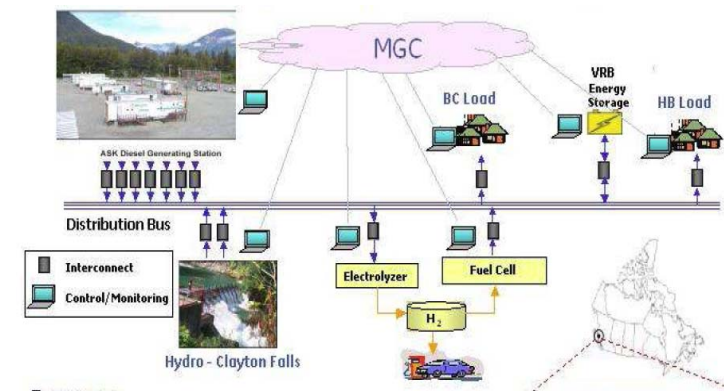 MGC
VRB
Energy
Storage
BC Load
HB Load
ASK Diesel Generating Station
Distribution Bus
Interconnect
Control/Monitoring
Electrolyzer
Fuel Cell
H2
Hydro - Clayton Falls